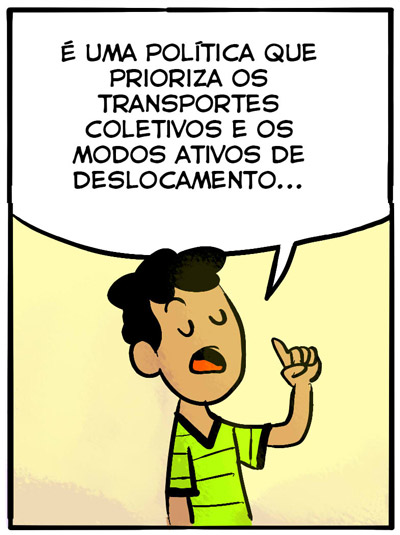 É UMA POLÍTICA QUE
PRIORIZA OS
TRANSPORTES
COLETIVOS E OS
MODOS ATIVOS DE
DESLOCAMENTO...